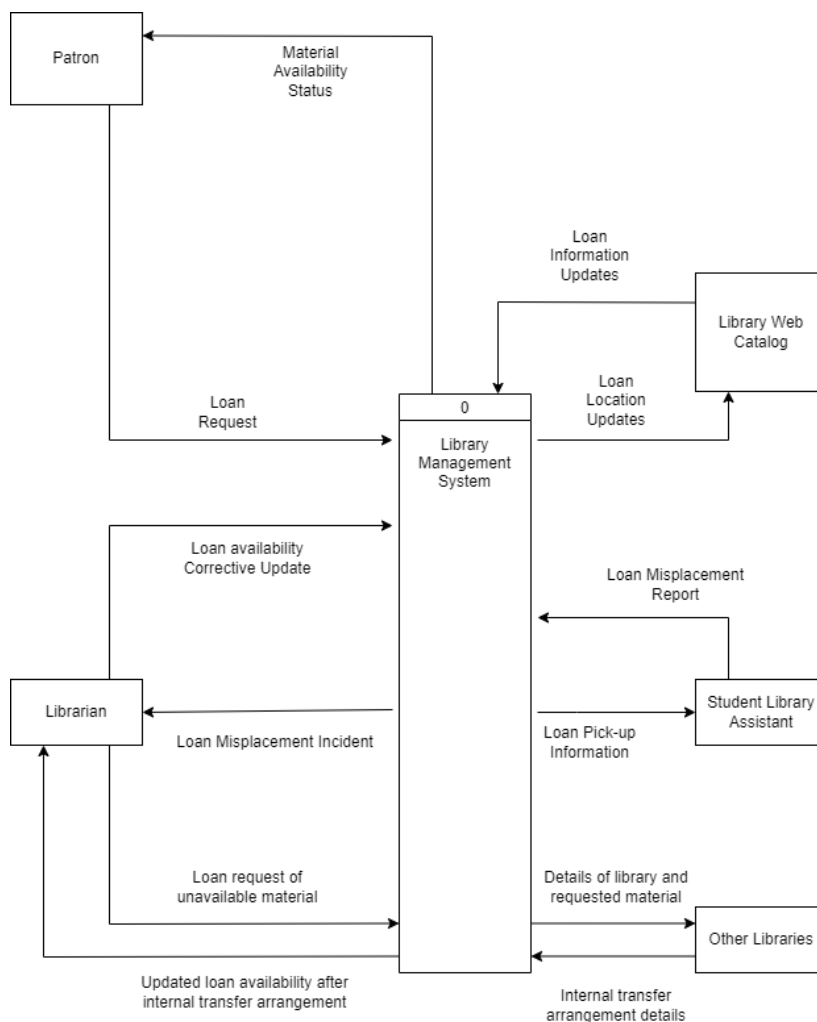 Patron
Material
Availability
Status
Loan
Information
Updates
Library Web
Catalog
Loan
Request
0
Loan
Location
Updates
Library
Management
System
Loan availability
Corrective Update
Loan Misplacement
Report
Librarian
Student Library
Assistant
Loan Misplacement Incident
Loan Pick-up
Information
Loan request of
unavailable material
Details of library and
requested material
Other Libraries
Updated loan availability after
internal transfer arrangement
Internal transfer
arrangement details